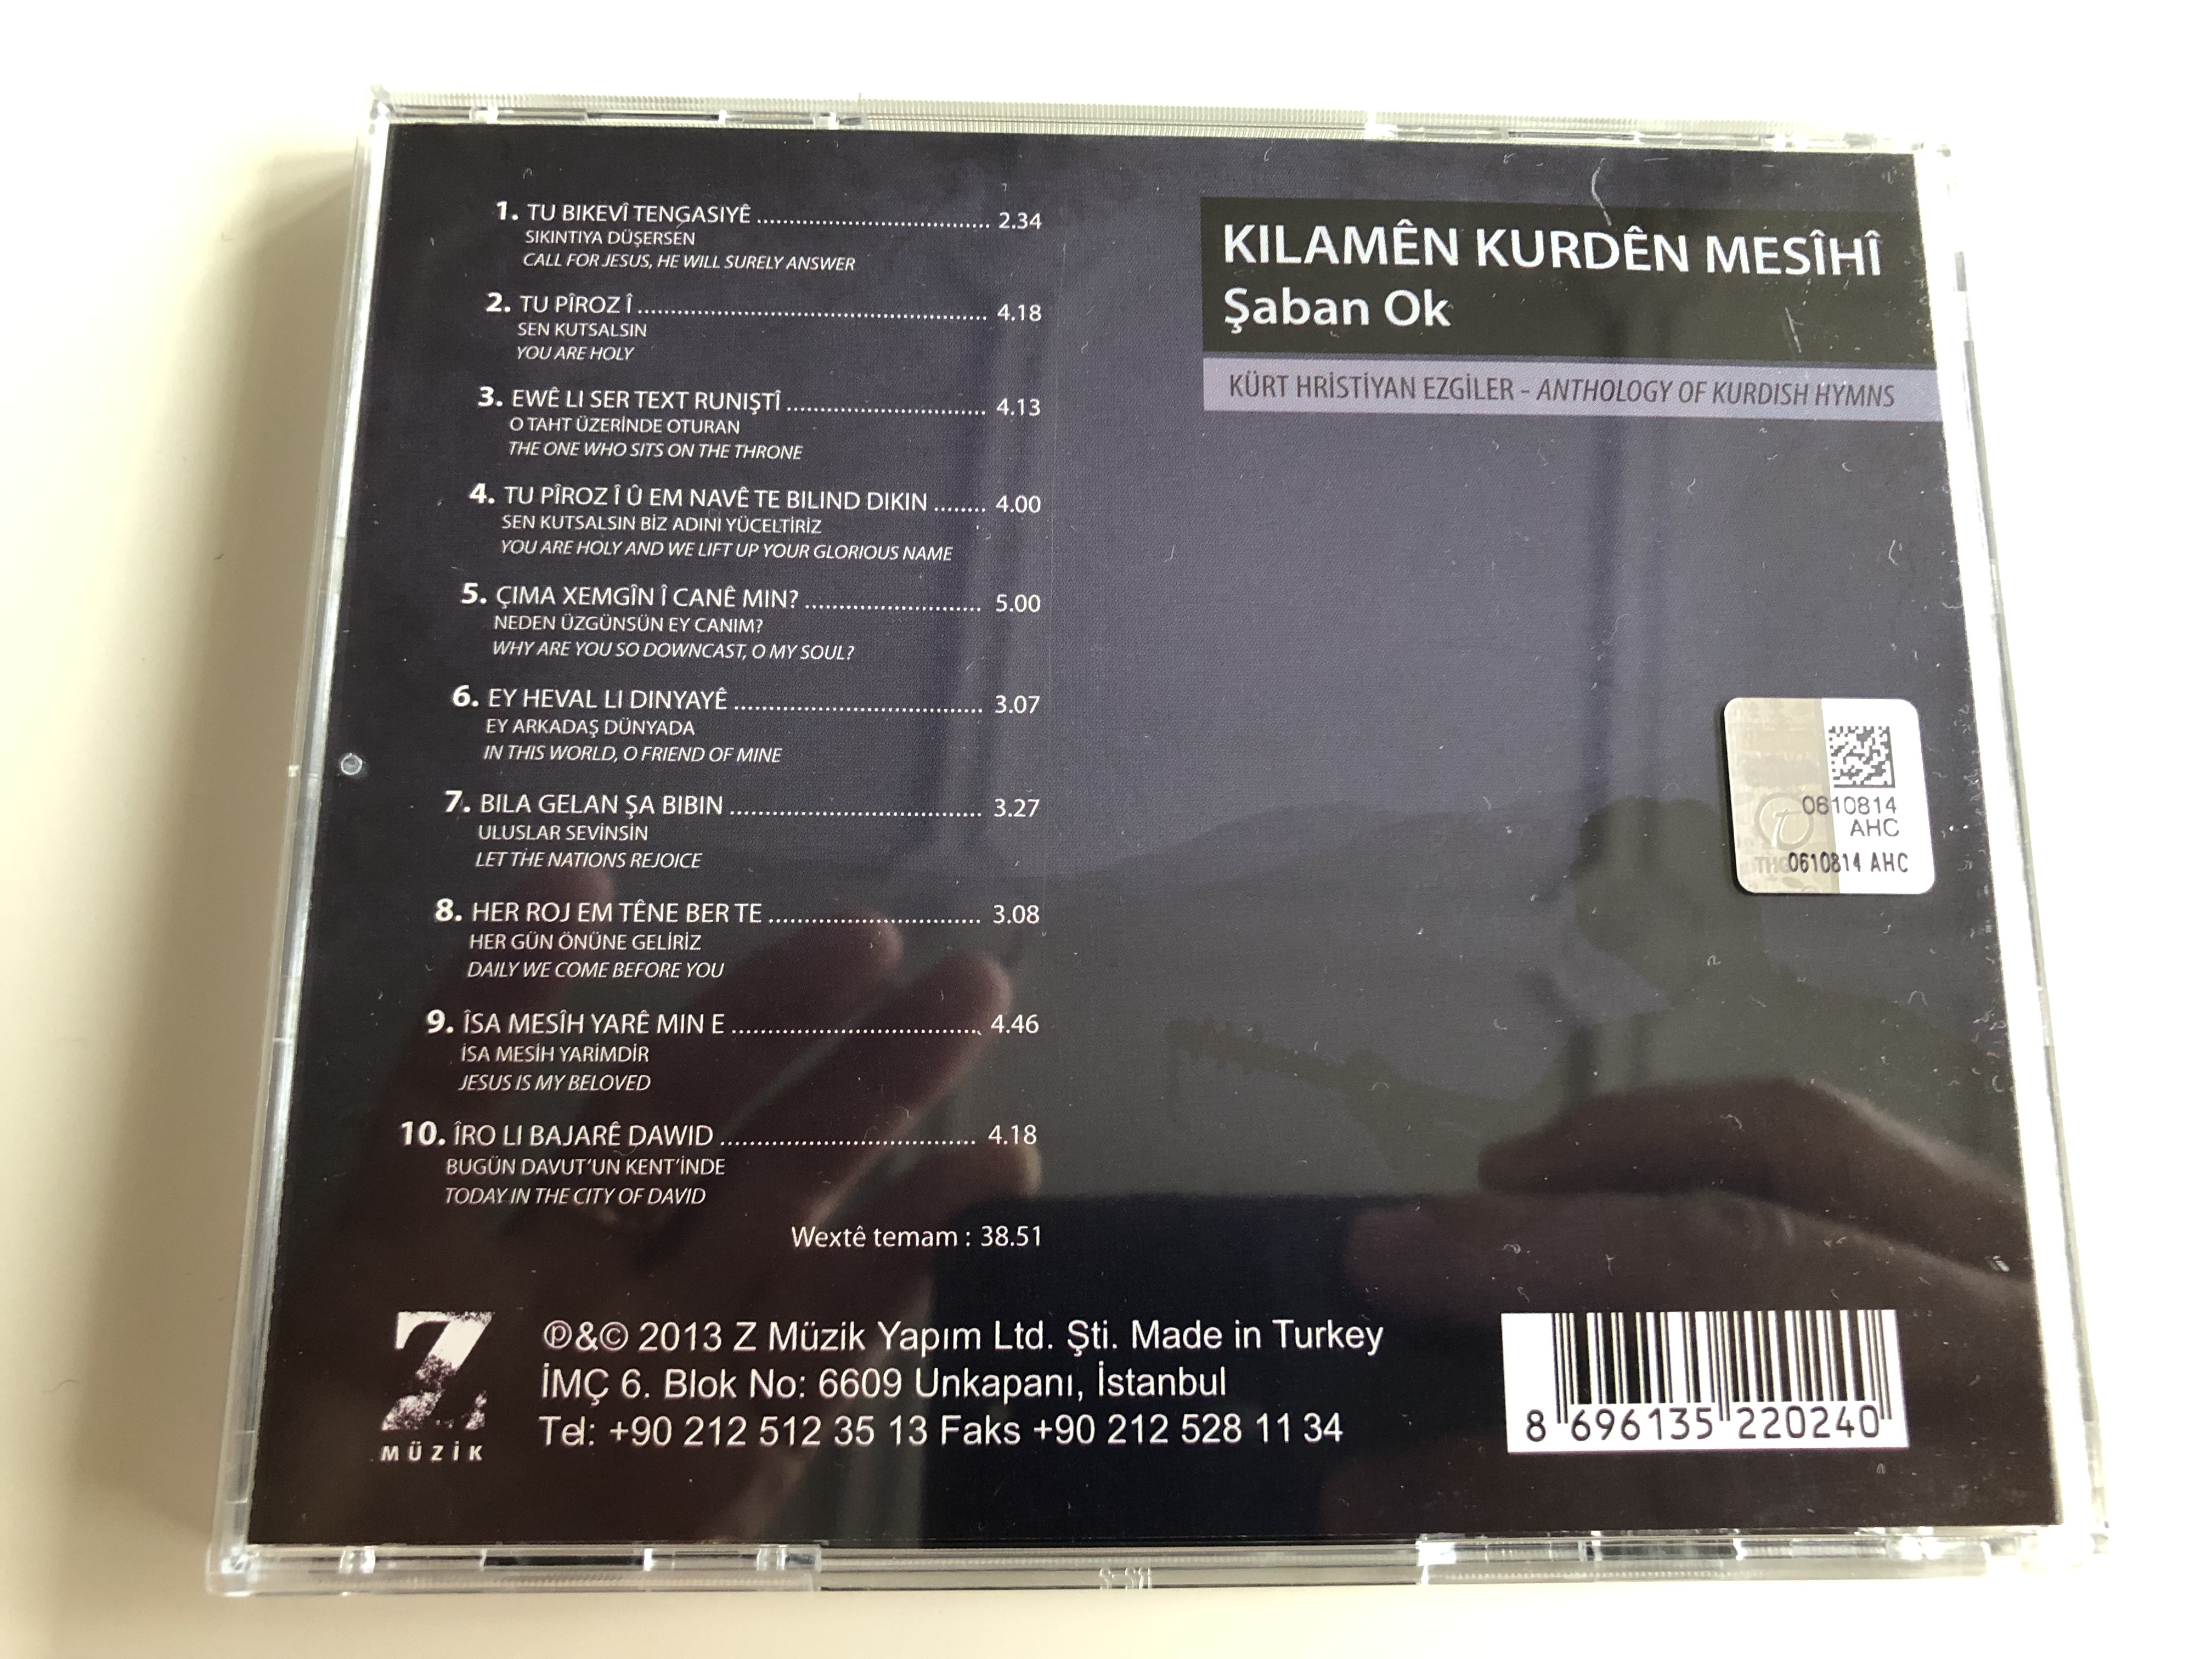 1. TU BIKEVÎ TENGASIYÊ .................................... 2.34
SIKINTIYA DÜŞERSEN
CALL FOR JESUS, HE WILL SURELY ANSWER
2. TU PÎROZ Î ...................................................... 4.18
SEN KUTSALSIN
YOU ARE HOLY
3. EWÊ LI SER TEXT RUNIŞTÎ ............................... 4.13
O TAHT ÜZERİNDE OTURAN
THE ONE WHO SITS ON THE THRONE
4. TU PÎROZ Î Û EM NAVÊ TE BILIND DIKIN ........ 4.00
SEN KUTSALSIN BİZ ADINI YÜCELTİRİZ
YOU ARE HOLY AND WE LIFT UP YOUR GLORIOUS NAME
5. ÇIMA XEMGÎN Î CANÊ MIN? ........................... 5.00
NEDEN ÜZGÜNSÜN EY CANIM?
WHY ARE YOU SO DOWNCAST, O MY SOUL?
6. EY HEVAL LI DINYAYÊ ...................................... 3.07
EY ARKADAŞ DÜNYADA
IN THIS WORLD, O FRIEND OF MINE
7. BILA GELAN ŞA BIBIN ...................................... 3.27
ULUSLAR SEVİNSİN
LET THE NATIONS REJOICE
8. HER ROJ EM TÊNE BER TE ................................ 3.08
HER GÜN ÖNÜNE GELİRİZ
DAILY WE COME BEFORE YOU
9. ÎSA MESÎH YARÊ MIN E ..................................... 4.46
İSA MESİH YARİMDİR
JESUS IS MY BELOVED
10. ÎRO LI BAJARÊ DAWID ...................................... 4.18
BUGÜN DAVUT'UN KENT'İNDE
TODAY IN THE CITY OF DAVID
Wextê temam : 38.51
KILAMÊN KURDÊN MESÎHÎ
Şaban Ok
KÜRT HRİSTİYAN EZGİLER - ANTHOLOGY OF KURDISH HYMNS
0610814
AHC
0610814 AHC
Z
MÜZİK
℗&© 2013 Z Müzik Yapım Ltd. Şti. Made in Turkey
İMÇ 6. Blok No: 6609 Unkapanı, İstanbul
Tel: +90 212 512 35 13 Faks +90 212 528 11 34
8 696135 220240